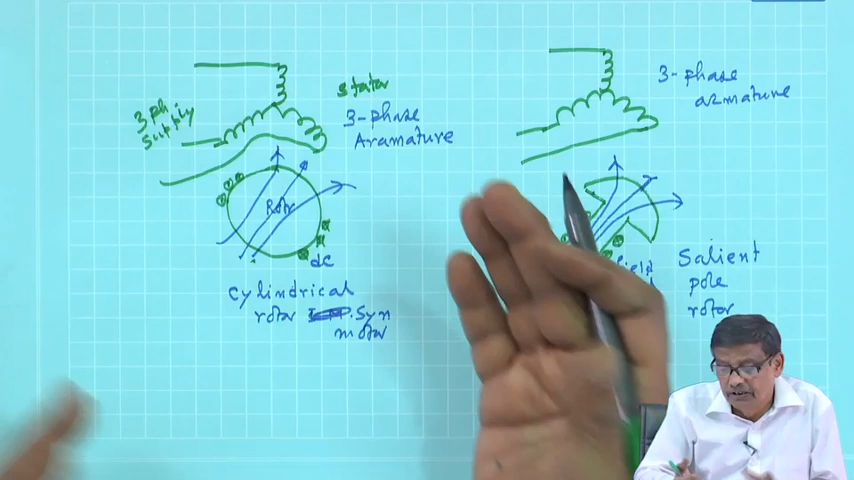 3 ph
supply
stator
3-phase
Aramature
Rotor
dc
cylindrical
rotor
Syn
motor
3-phase
armature
ield
Salient
pole
rotor